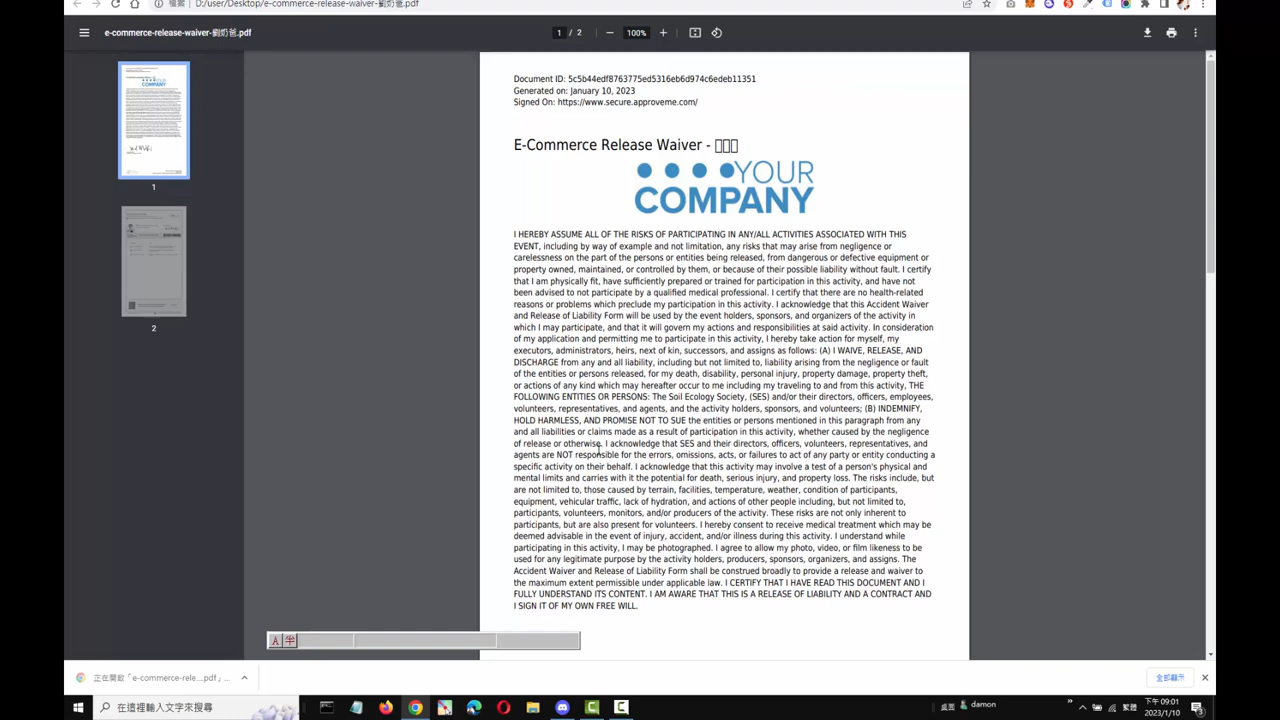 檔案 | D:/user/Desktop/e-commerce-release-waiver-劉奶爸.pdf
e-commerce-release-waiver-劉奶爸.pdf
1 / 2
100%
1
2
Document ID: 5c5b44edf8763775ed5316eb6d974c6edeb11351
Generated on: January 10, 2023
Signed On: https://www.secure.approveme.com/
E-Commerce Release Waiver - □□□
YOUR
COMPANY
I HEREBY ASSUME ALL OF THE RISKS OF PARTICIPATING IN ANY/ALL ACTIVITIES ASSOCIATED WITH THIS
EVENT, including by way of example and not limitation, any risks that may arise from negligence or
carelessness on the part of the persons or entities being released, from dangerous or defective equipment or
property owned, maintained, or controlled by them, or because of their possible liability without fault. I certify
that I am physically fit, have sufficiently prepared or trained for participation in this activity, and have not
been advised to not participate by a qualified medical professional. I certify that there are no health-related
reasons or problems which preclude my participation in this activity. I acknowledge that this Accident Waiver
and Release of Liability Form will be used by the event holders, sponsors, and organizers of the activity in
which I may participate, and that it will govern my actions and responsibilities at said activity. In consideration
of my application and permitting me to participate in this activity, I hereby take action for myself, my
executors, administrators, heirs, next of kin, successors, and assigns as follows: (A) I WAIVE, RELEASE, AND
DISCHARGE from any and all liability, including but not limited to, liability arising from the negligence or fault
of the entities or persons released, for my death, disability, personal injury, property damage, property theft,
or actions of any kind which may hereafter occur to me including my traveling to and from this activity, THE
FOLLOWING ENTITIES OR PERSONS: The Soil Ecology Society, (SES) and/or their directors, officers, employees,
volunteers, representatives, and agents, and the activity holders, sponsors, and volunteers; (B) INDEMNIFY,
HOLD HARMLESS, AND PROMISE NOT TO SUE the entities or persons mentioned in this paragraph from any
and all liabilities or claims made as a result of participation in this activity, whether caused by the negligence
of release or otherwise. I acknowledge that SES and their directors, officers, volunteers, representatives, and
agents are NOT responsible for the errors, omissions, acts, or failures to act of any party or entity conducting a
specific activity on their behalf. I acknowledge that this activity may involve a test of a person's physical and
mental limits and carries with it the potential for death, serious injury, and property loss. The risks include, but
are not limited to, those caused by terrain, facilities, temperature, weather, condition of participants,
equipment, vehicular traffic, lack of hydration, and actions of other people including, but not limited to,
participants, volunteers, monitors, and/or producers of the activity. These risks are not only inherent to
participants, but are also present for volunteers. I hereby consent to receive medical treatment which may be
deemed advisable in the event of injury, accident, and/or illness during this activity. I understand while
participating in this activity, I may be photographed. I agree to allow my photo, video, or film likeness to be
used for any legitimate purpose by the activity holders, producers, sponsors, organizers, and assigns. The
Accident Waiver and Release of Liability Form shall be construed broadly to provide a release and waiver to
the maximum extent permissible under applicable law. I CERTIFY THAT I HAVE READ THIS DOCUMENT AND I
FULLY UNDERSTAND ITS CONTENT. I AM AWARE THAT THIS IS A RELEASE OF LIABILITY AND A CONTRACT AND
I SIGN IT OF MY OWN FREE WILL.
A 半
正在開啟「e-commerce-rele....pdf」...
全部顯示
在這裡輸入文字來搜尋
桌面
damon
繁體
下午 09:01
2023/1/10